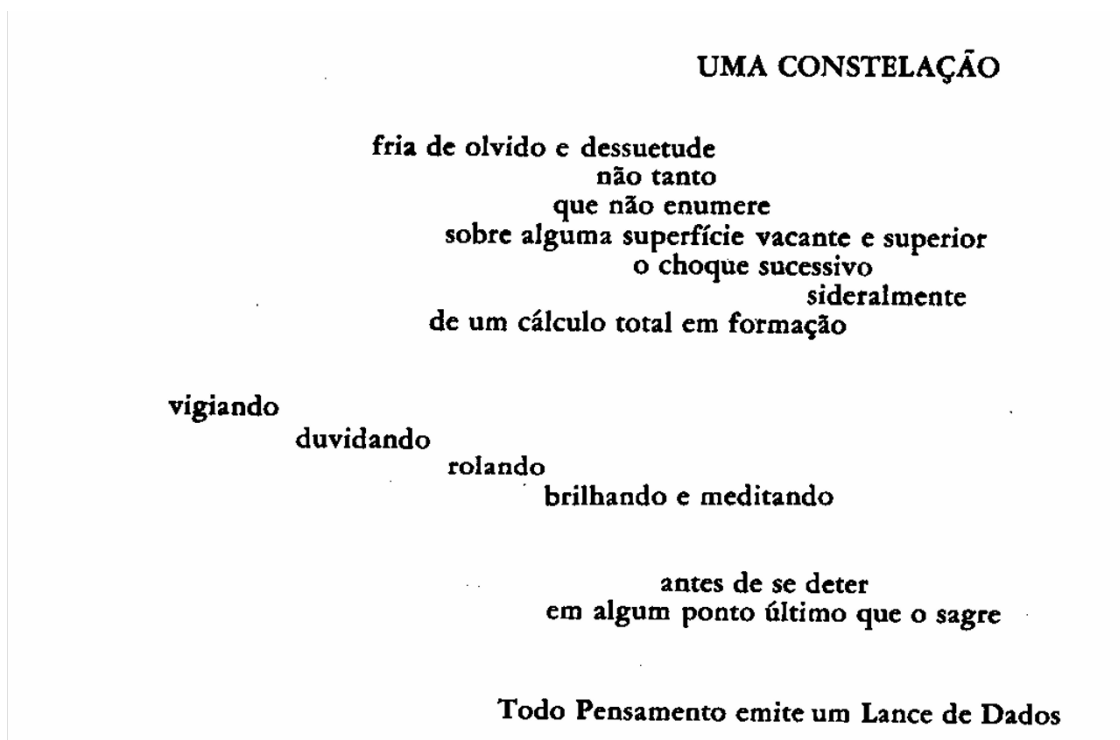 UMA CONSTELAÇÃO
fria de olvido e dessuetude
não tanto
que não enumere
sobre alguma superfície vacante e superior
o choque sucessivo
sideralmente
de um cálculo total em formação
vigiando
duvidando
rolando
brilhando e meditando
antes de se deter
em algum ponto último que o sagre
Todo Pensamento emite um Lance de Dados